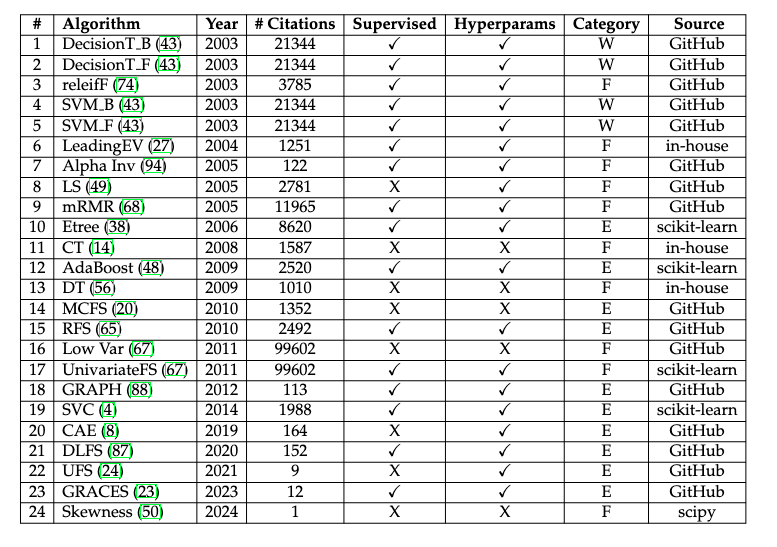 # Algorithm Year # Citations Supervised Hyperparams Category Source
1 DecisionT_B (43) 2003 21344 ✓ ✓ W GitHub
2 DecisionT_F (43) 2003 21344 ✓ ✓ W GitHub
3 releifF (74) 2003 3785 ✓ ✓ F GitHub
4 SVM_B (43) 2003 21344 ✓ ✓ W GitHub
5 SVM_F (43) 2003 21344 ✓ ✓ W GitHub
6 LeadingEV (27) 2004 1251 ✓ ✓ F in-house
7 Alpha Inv (94) 2005 122 ✓ ✓ F GitHub
8 LS (49) 2005 2781 X ✓ F GitHub
9 mRMR (68) 2005 11965 ✓ ✓ F GitHub
10 Etree (38) 2006 8620 ✓ ✓ E scikit-learn
11 CT (14) 2008 1587 X X F in-house
12 AdaBoost (48) 2009 2520 ✓ ✓ E scikit-learn
13 DT (56) 2009 1010 X X F in-house
14 MCFS (20) 2010 1352 X X E GitHub
15 RFS (65) 2010 2492 ✓ ✓ E GitHub
16 Low Var (67) 2011 99602 X X F GitHub
17 UnivariateFS (67) 2011 99602 ✓ ✓ F scikit-learn
18 GRAPH (88) 2012 113 ✓ ✓ E GitHub
19 SVC (4) 2014 1988 ✓ ✓ E scikit-learn
20 CAE (8) 2019 164 X ✓ E GitHub
21 DLFS (87) 2020 152 ✓ ✓ E GitHub
22 UFS (24) 2021 9 X ✓ E GitHub
23 GRACES (23) 2023 12 ✓ ✓ E GitHub
24 Skewness (50) 2024 1 X X F scipy